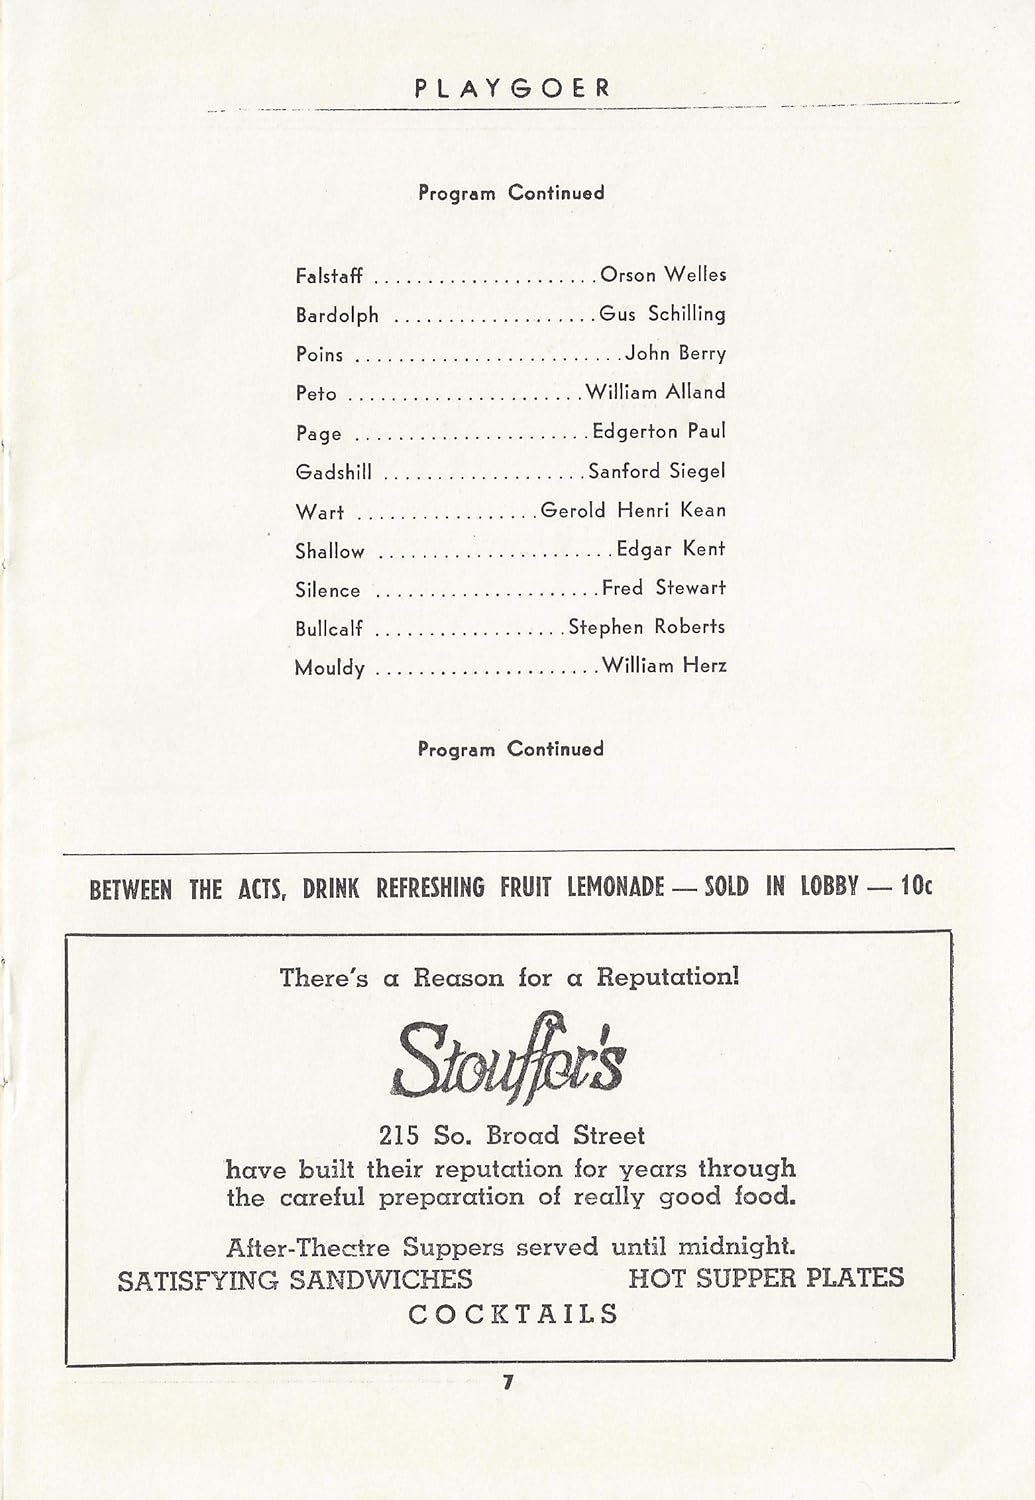 PLAYGOER
Program Continued
Falstaff .....................Orson Welles
Bardolph ...................Gus Schilling
Poins .........................John Berry
Peto ......................William Alland
Page ......................Edgerton Paul
Gadshill ...................Sanford Siegel
Wart .................Gerold Henri Kean
Shallow ......................Edgar Kent
Silence .....................Fred Stewart
Bullcalf ..................Stephen Roberts
Mouldy .....................William Herz
Program Continued
BETWEEN THE ACTS, DRINK REFRESHING FRUIT LEMONADE — SOLD IN LOBBY — 10c
There's a Reason for a Reputation!
Stouffer's
215 So. Broad Street
have built their reputation for years through
the careful preparation of really good food.
After-Theatre Suppers served until midnight.
SATISFYING SANDWICHES HOT SUPPER PLATES
COCKTAILS
7